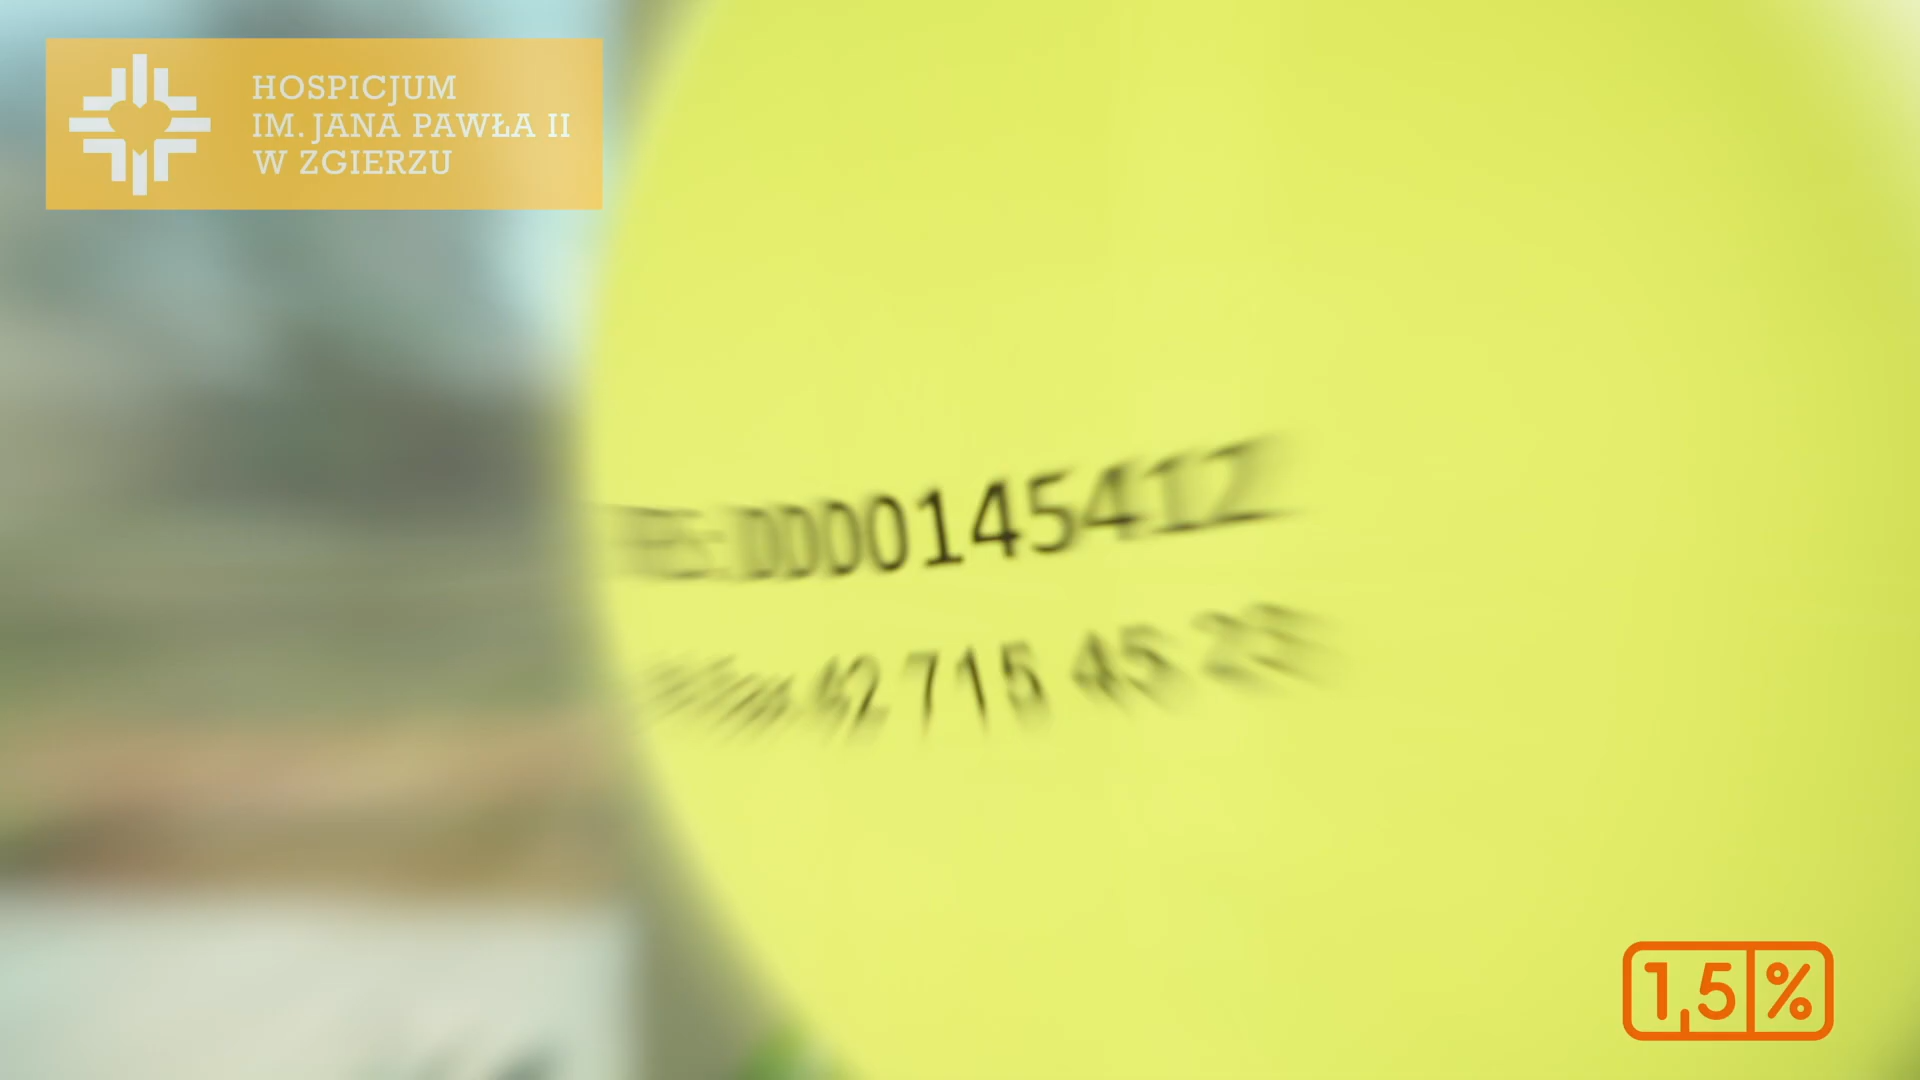 HOSPICJUM
IM. JANA PAWŁA II
W ZGIERZU
0000145412
42 715 45 23
1,5%